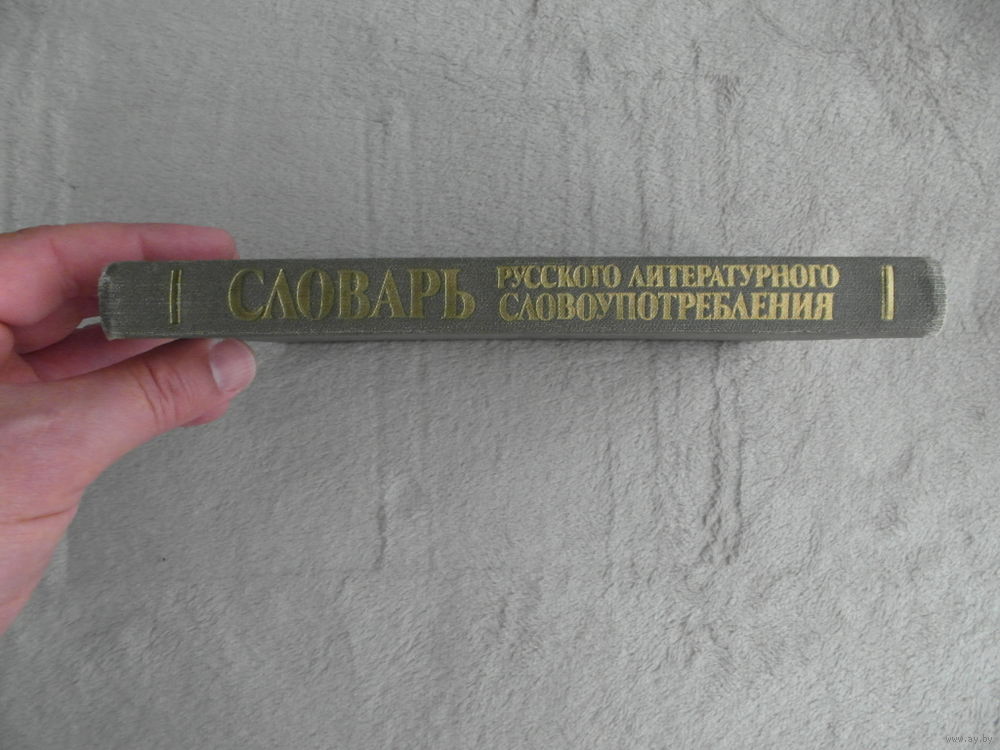 СЛОВАРЬ
РУССКОГО ЛИТЕРАТУРНОГО
СЛОВОУПОТРЕБЛЕНИЯ
www.ay.by